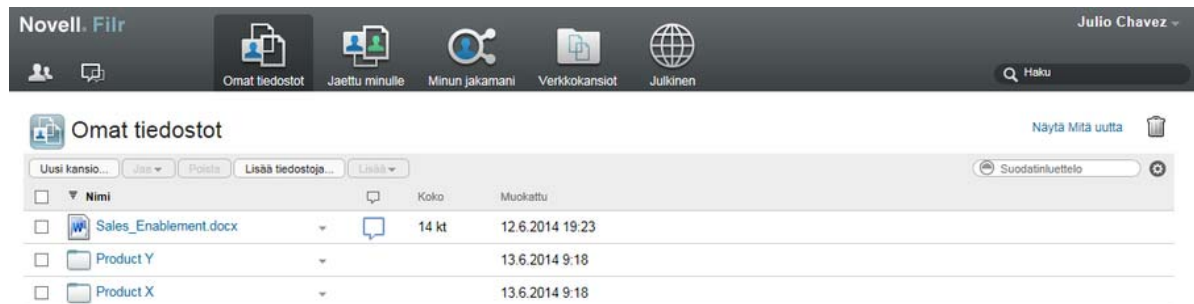 Novell. Filr
Julio Chavez
Omat tiedostot
Jaettu minulle
Minun jakamani
Verkkokansiot
Julkinen
Haku
Omat tiedostot
Näytä Mitä uutta
Uusi kansio... Jaa Poista Lisää tiedostoja... Lisää
Suodatinluettelo
Nimi Koko Muokattu
Sales_Enablement.docx 14 kt 12.6.2014 19:23
Product Y 13.6.2014 9:18
Product X 13.6.2014 9:18